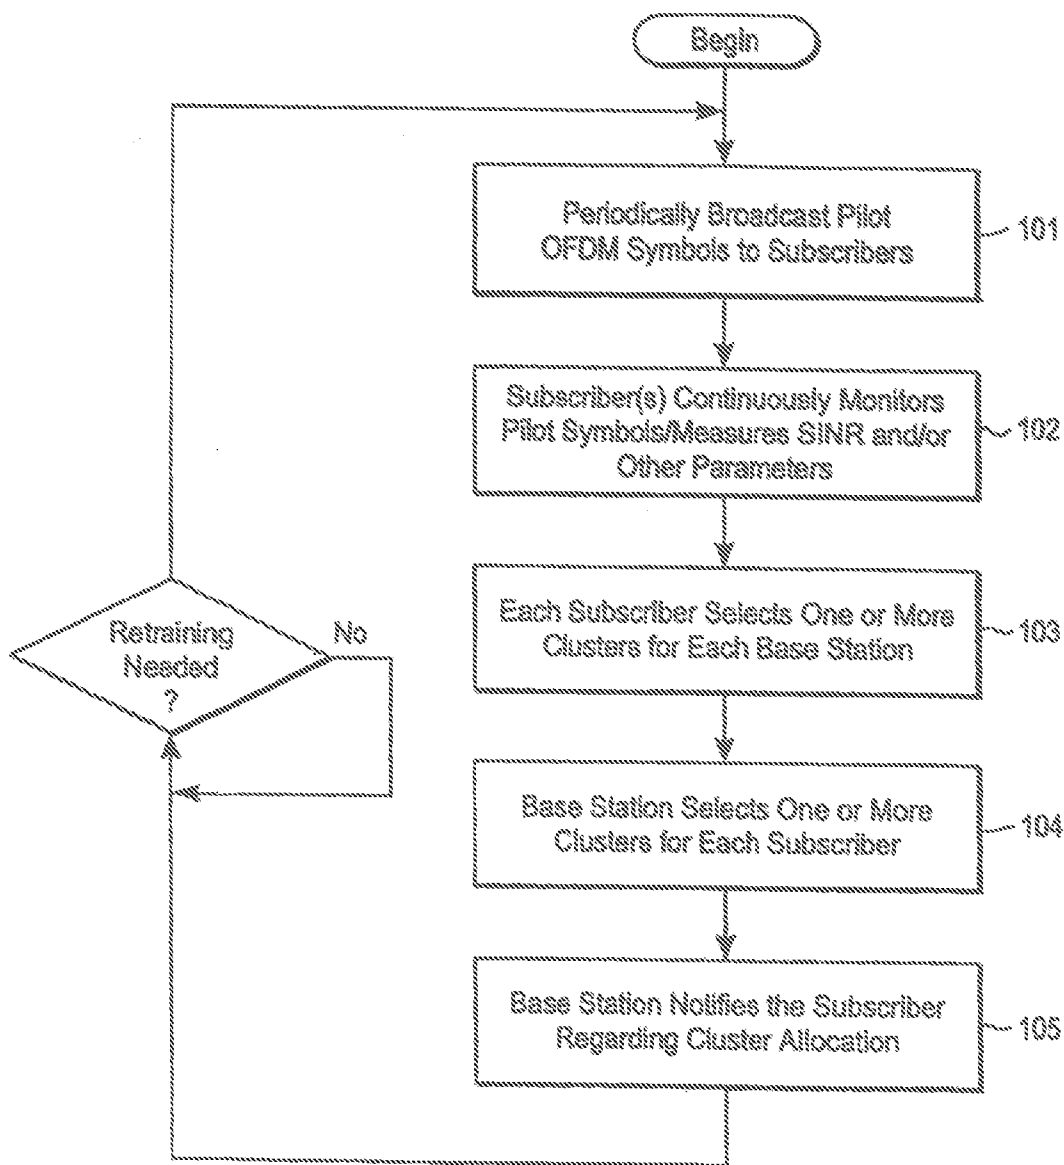 Begin
Periodically Broadcast Pilot
OFDM Symbols to Subscribers
101
Subscriber(s) Continuously Monitors
Pilot Symbols/Measures SINR and/or
Other Parameters
102
Each Subscriber Selects One or More
Clusters for Each Base Station
103
Retraining
Needed
?
No
Base Station Selects One or More
Clusters for Each Subscriber
104
Base Station Notifies the Subscriber
Regarding Cluster Allocation
105